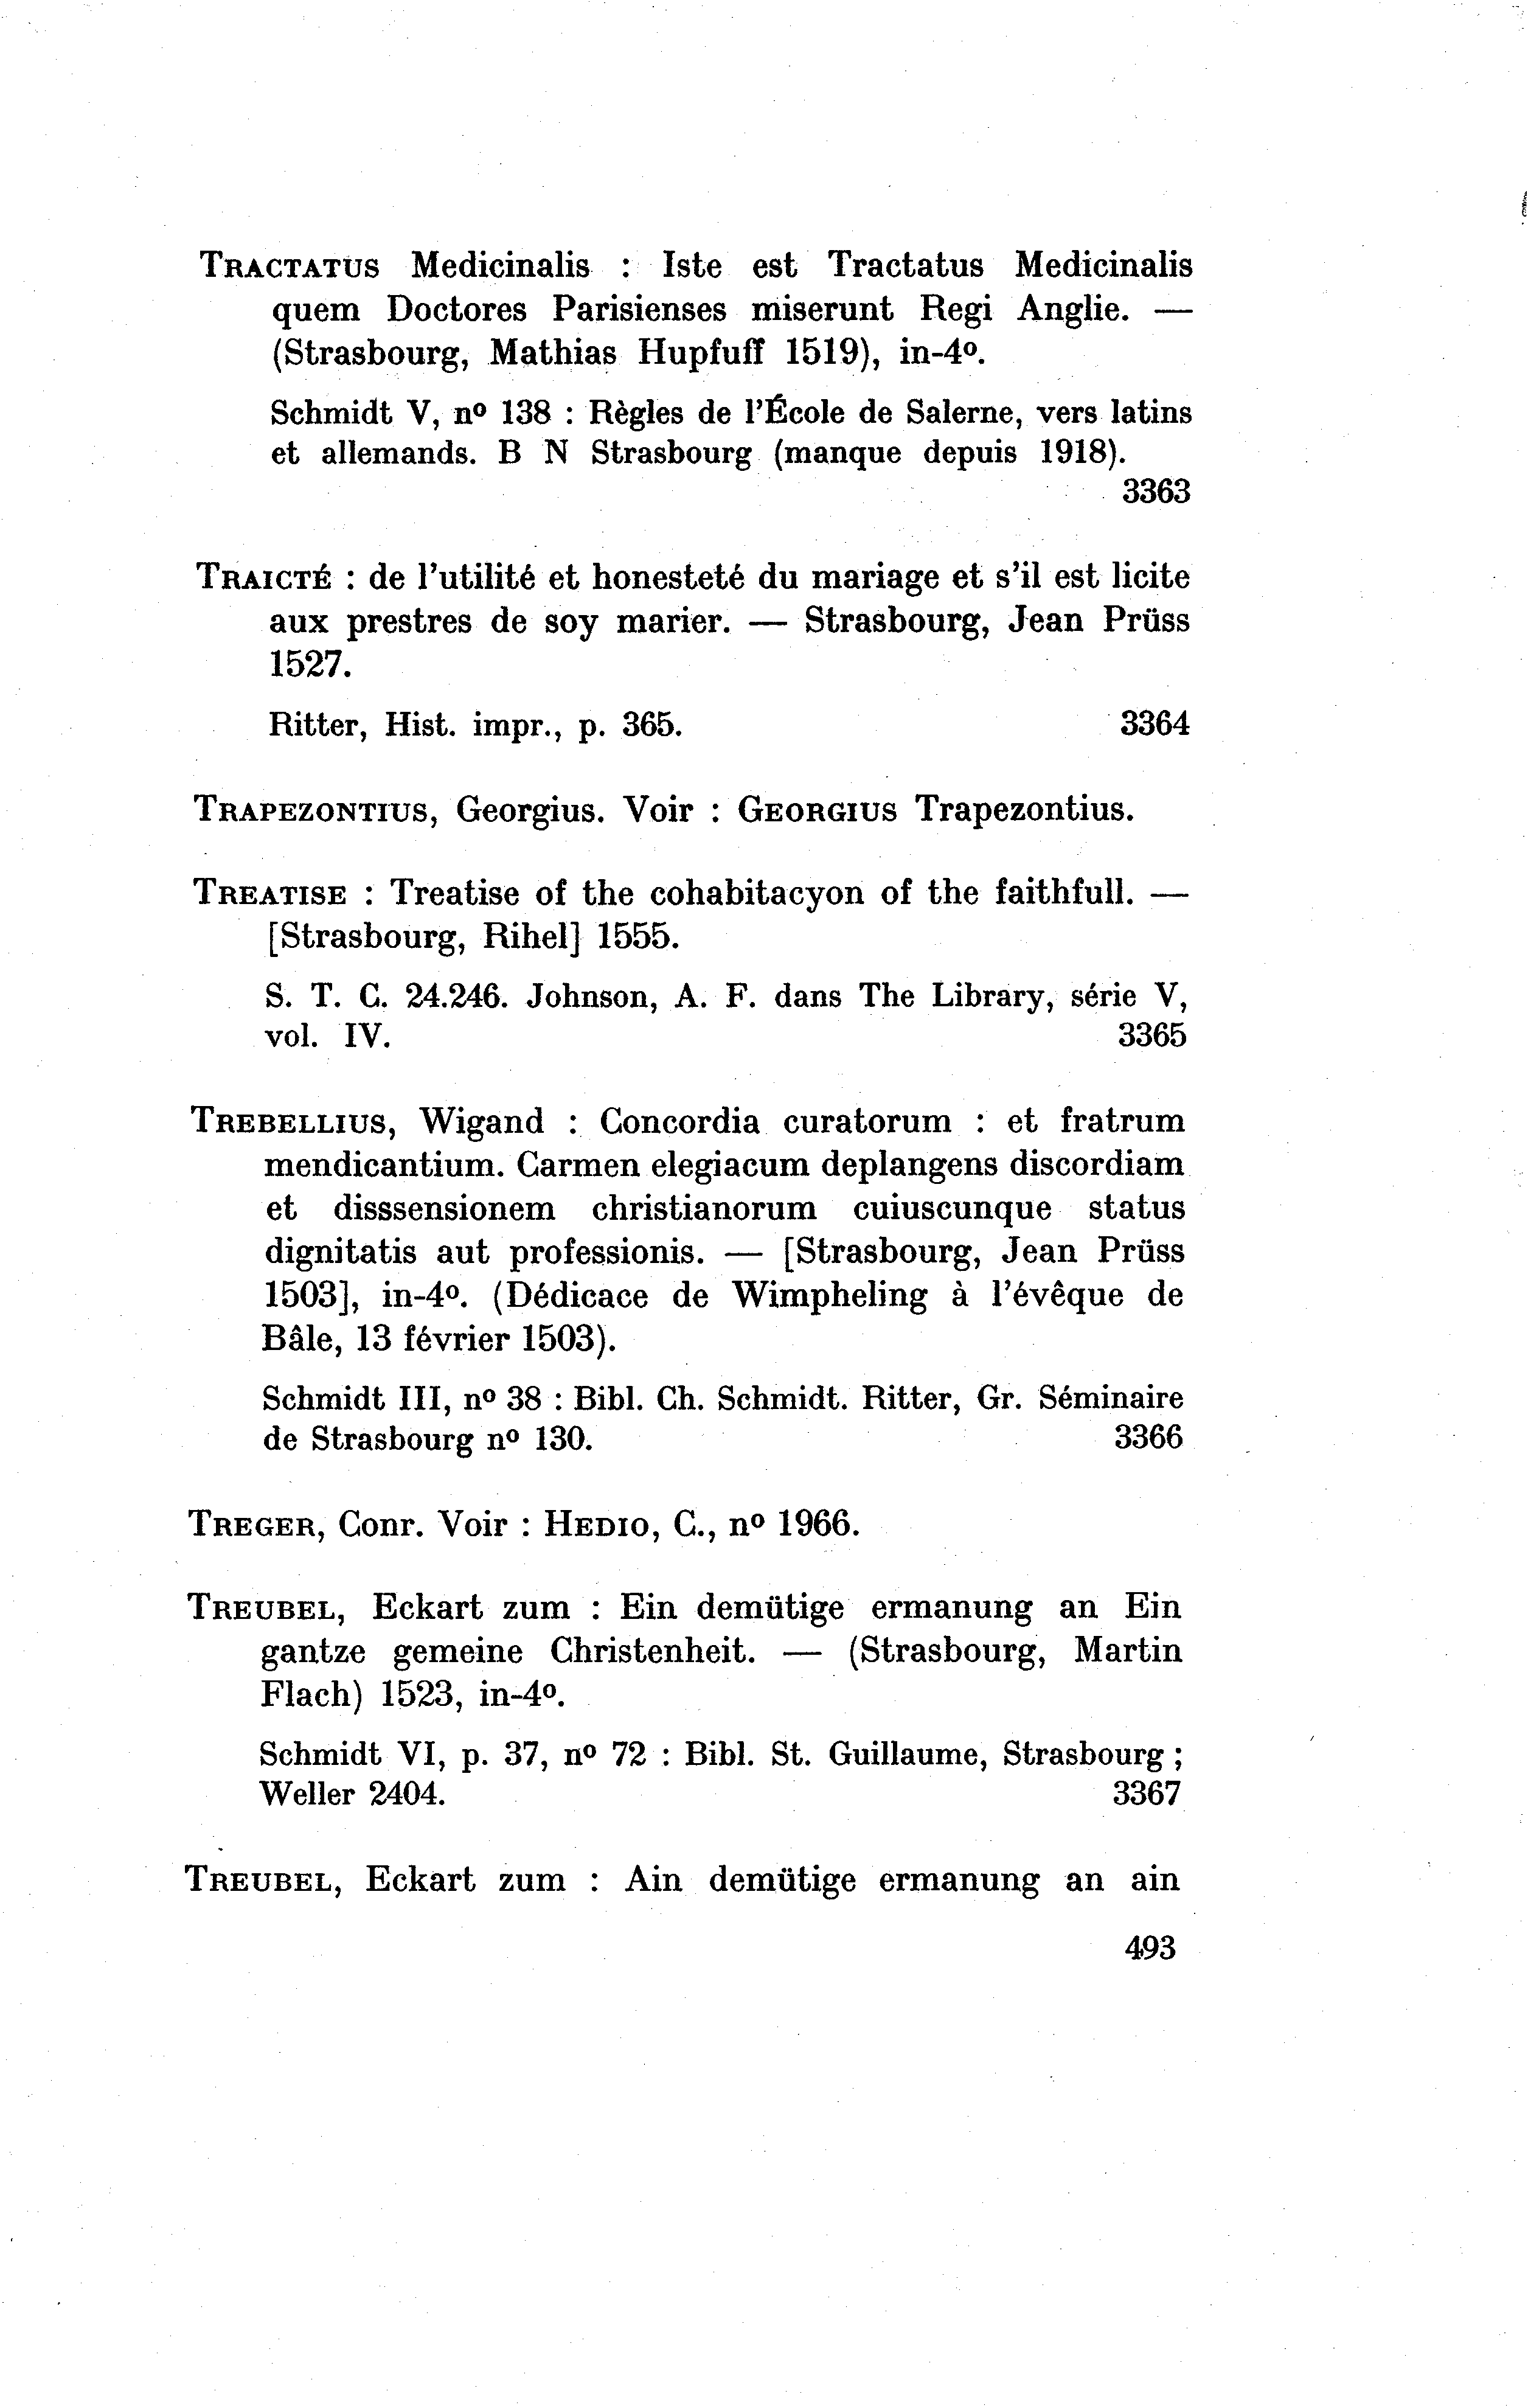 TRACTATUS Medicinalis : Iste est Tractatus Medicinalis
quem Doctores Parisienses miserunt Regi Anglie. —
(Strasbourg, Mathias Hupfuff 1519), in-4º.
Schmidt V, nº 138 : Règles de l'École de Salerne, vers latins
et allemands. B N Strasbourg (manque depuis 1918).
3363
TRAICTÉ : de l'utilité et honesteté du mariage et s'il est licite
aux prestres de soy marier. — Strasbourg, Jean Prüss
1527.
Ritter, Hist. impr., p. 365. 3364
TRAPEZONTIUS, Georgius. Voir : GEORGIUS Trapezontius.
TREATISE : Treatise of the cohabitacyon of the faithfull. —
[Strasbourg, Rihel] 1555.
S. T. C. 24.246. Johnson, A. F. dans The Library, série V,
vol. IV. 3365
TREBELLIUS, Wigand : Concordia curatorum : et fratrum
mendicantium. Carmen elegiacum deplangens discordiam
et disssensionem christianorum cuiuscunque status
dignitatis aut professionis. — [Strasbourg, Jean Prüss
1503], in-4º. (Dédicace de Wimpheling à l'évêque de
Bâle, 13 février 1503).
Schmidt III, nº 38 : Bibl. Ch. Schmidt. Ritter, Gr. Séminaire
de Strasbourg nº 130. 3366
TREGER, Conr. Voir : HEDIO, C., nº 1966.
TREUBEL, Eckart zum : Ein demütige ermanung an Ein
gantze gemeine Christenheit. — (Strasbourg, Martin
Flach) 1523, in-4º.
Schmidt VI, p. 37, nº 72 : Bibl. St. Guillaume, Strasbourg ;
Weller 2404. 3367
TREUBEL, Eckart zum : Ain demütige ermanung an ain
493